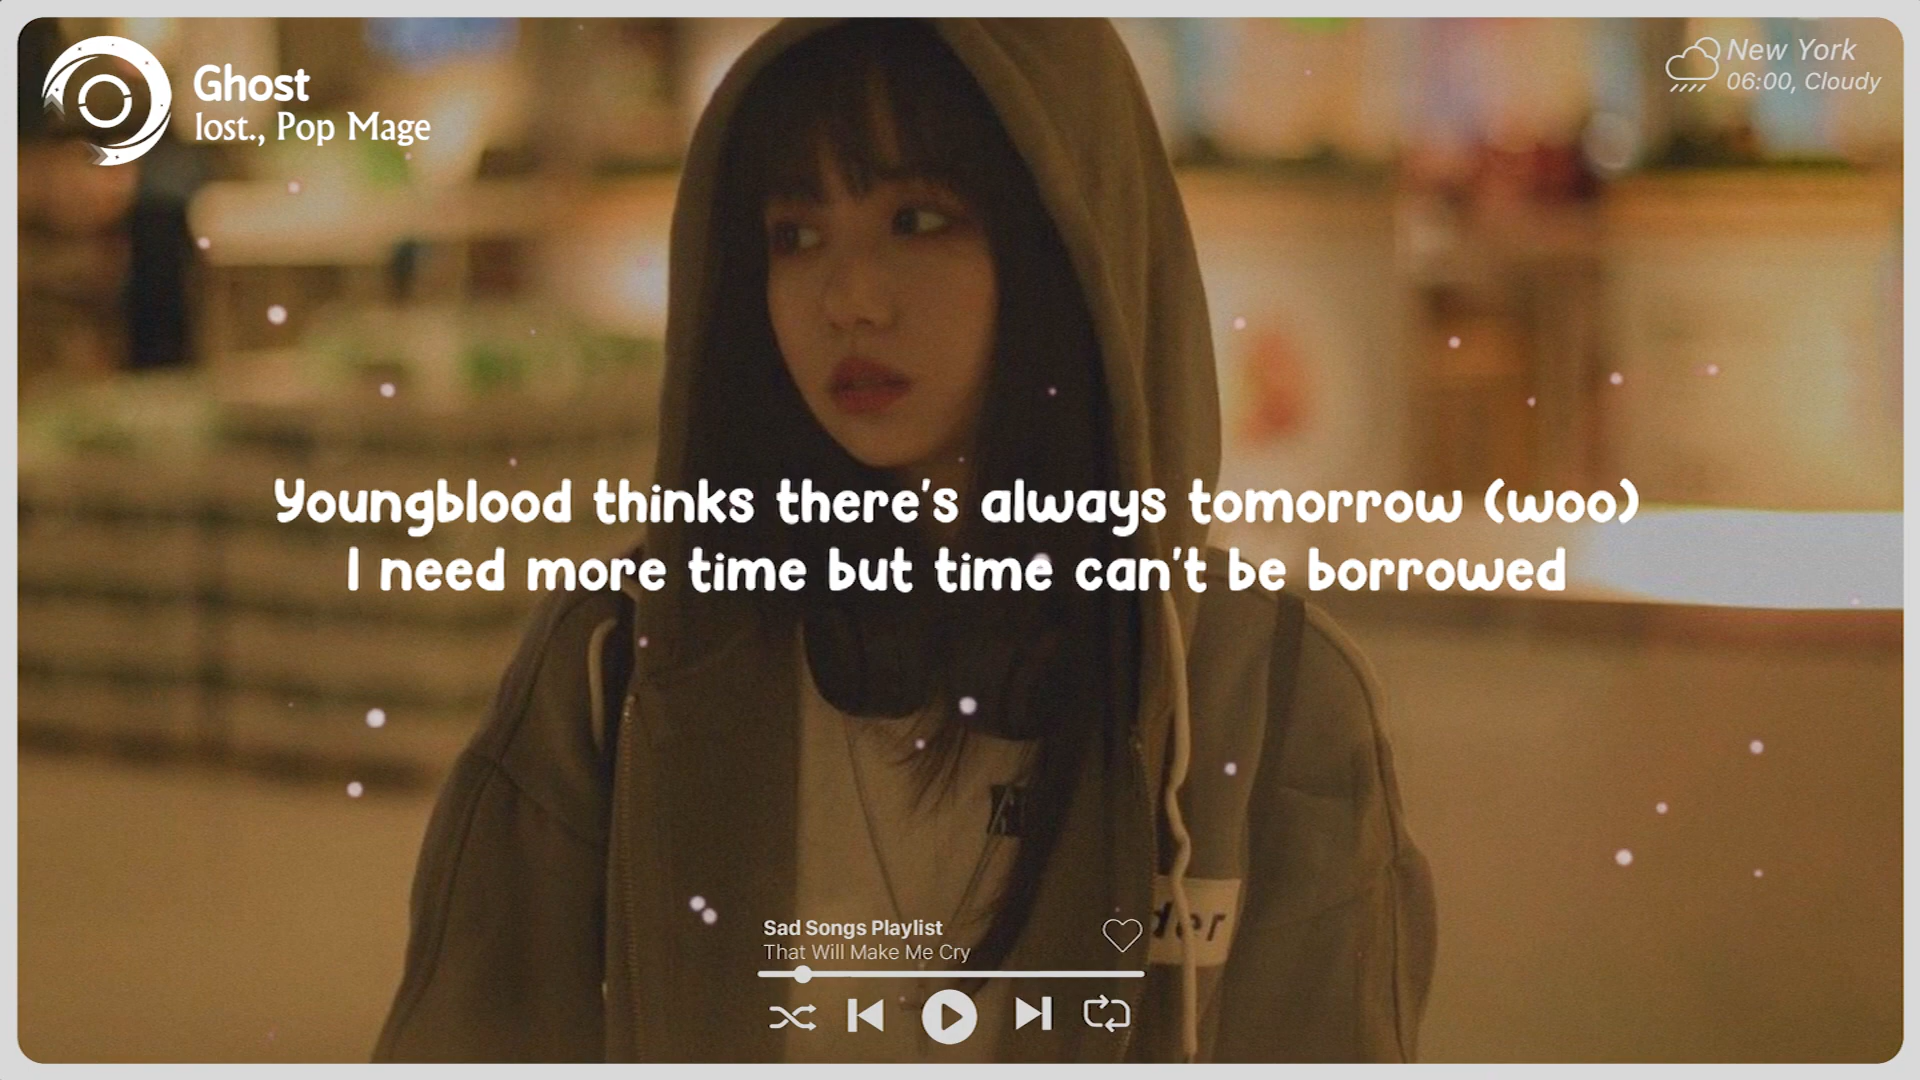 Ghost
lost., Pop Mage
New York
06:00, Cloudy
Youngblood thinks there's always tomorrow (woo)
I need more time but time can't be borrowed
der
Sad Songs Playlist
That Will Make Me Cry